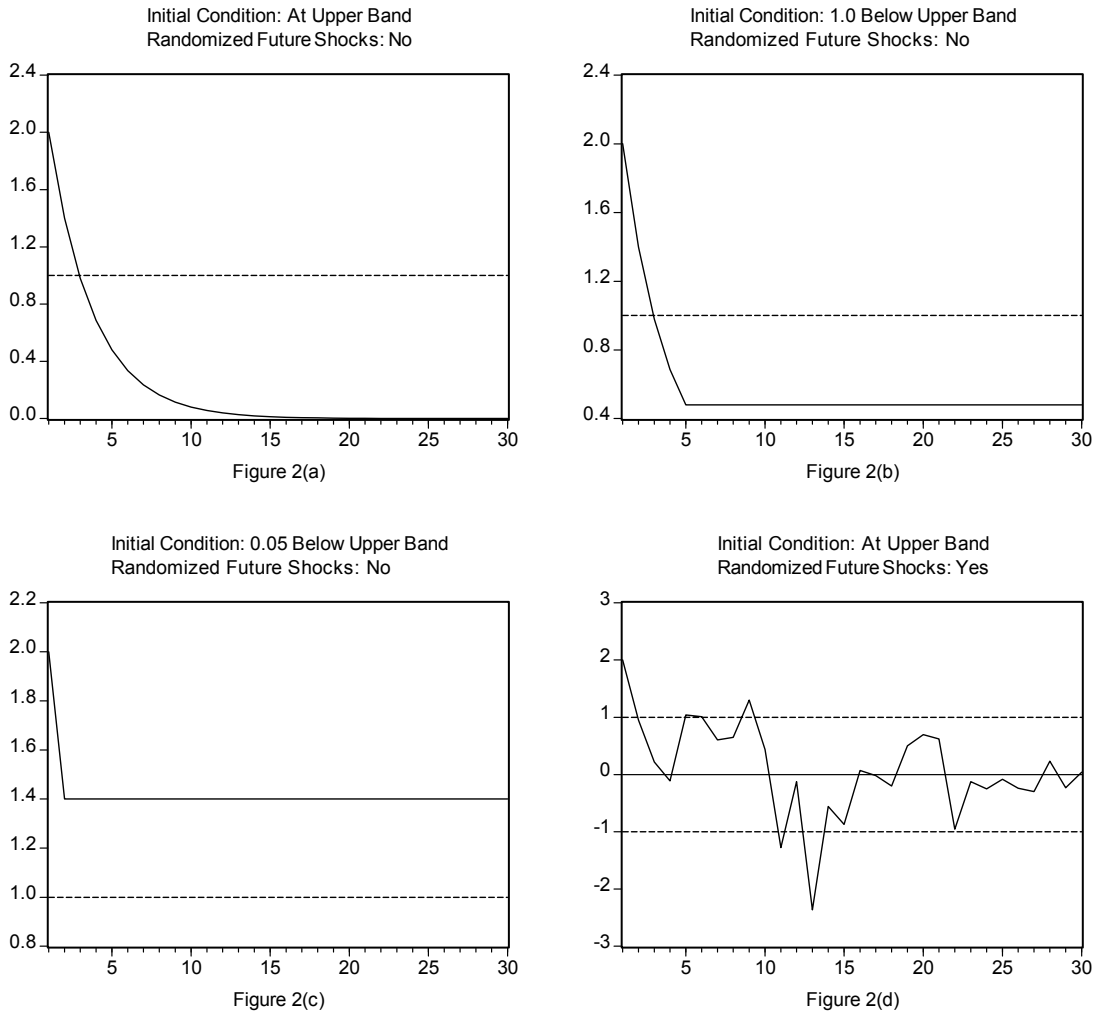 Initial Condition: At Upper Band
Randomized Future Shocks: No
2.4
2.0
1.6
1.2
0.8
0.4
0.0
5 10 15 20 25 30
Figure 2(a)
Initial Condition: 1.0 Below Upper Band
Randomized Future Shocks: No
2.4
2.0
1.6
1.2
0.8
0.4
5 10 15 20 25 30
Figure 2(b)
Initial Condition: 0.05 Below Upper Band
Randomized Future Shocks: No
2.2
2.0
1.8
1.6
1.4
1.2
1.0
0.8
5 10 15 20 25 30
Figure 2(c)
Initial Condition: At Upper Band
Randomized Future Shocks: Yes
3
2
1
0
-1
-2
-3
5 10 15 20 25 30
Figure 2(d)